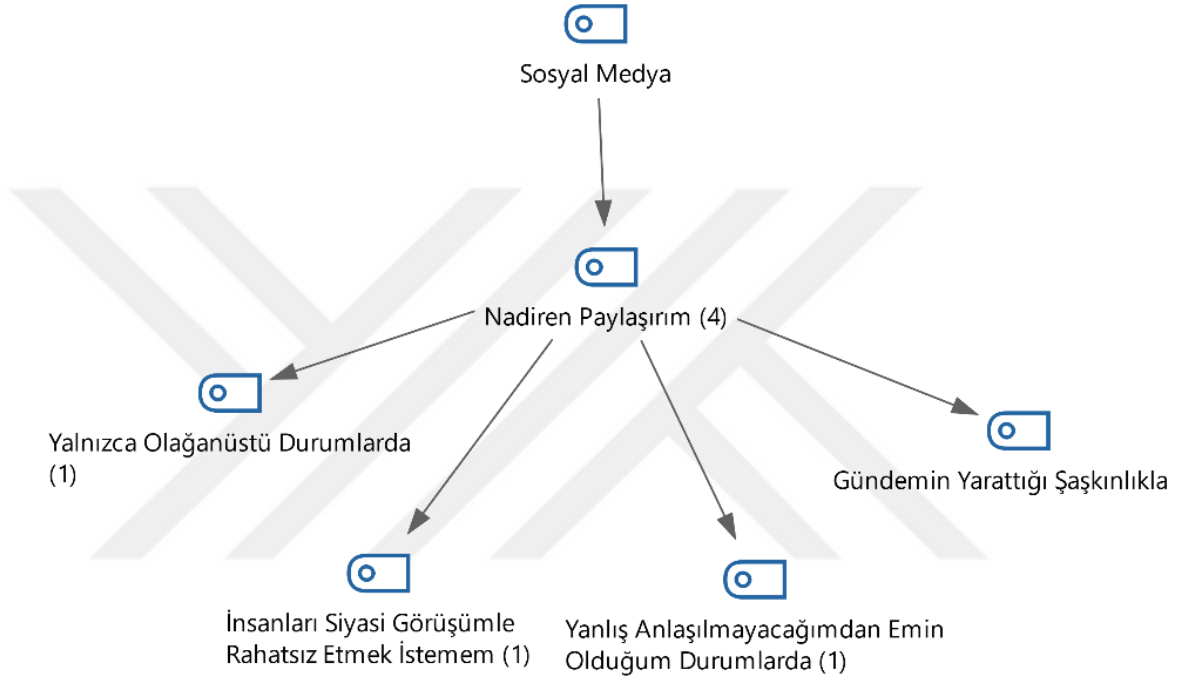 Sosyal Medya
Nadiren Paylaşırım (4)
Yalnızca Olağanüstü Durumlarda
(1)
Gündemin Yarattığı Şaşkınlıkla
İnsanları Siyasi Görüşümle
Rahatsız Etmek İstemem (1)
Yanlış Anlaşılmayacağımdan Emin
Olduğum Durumlarda (1)